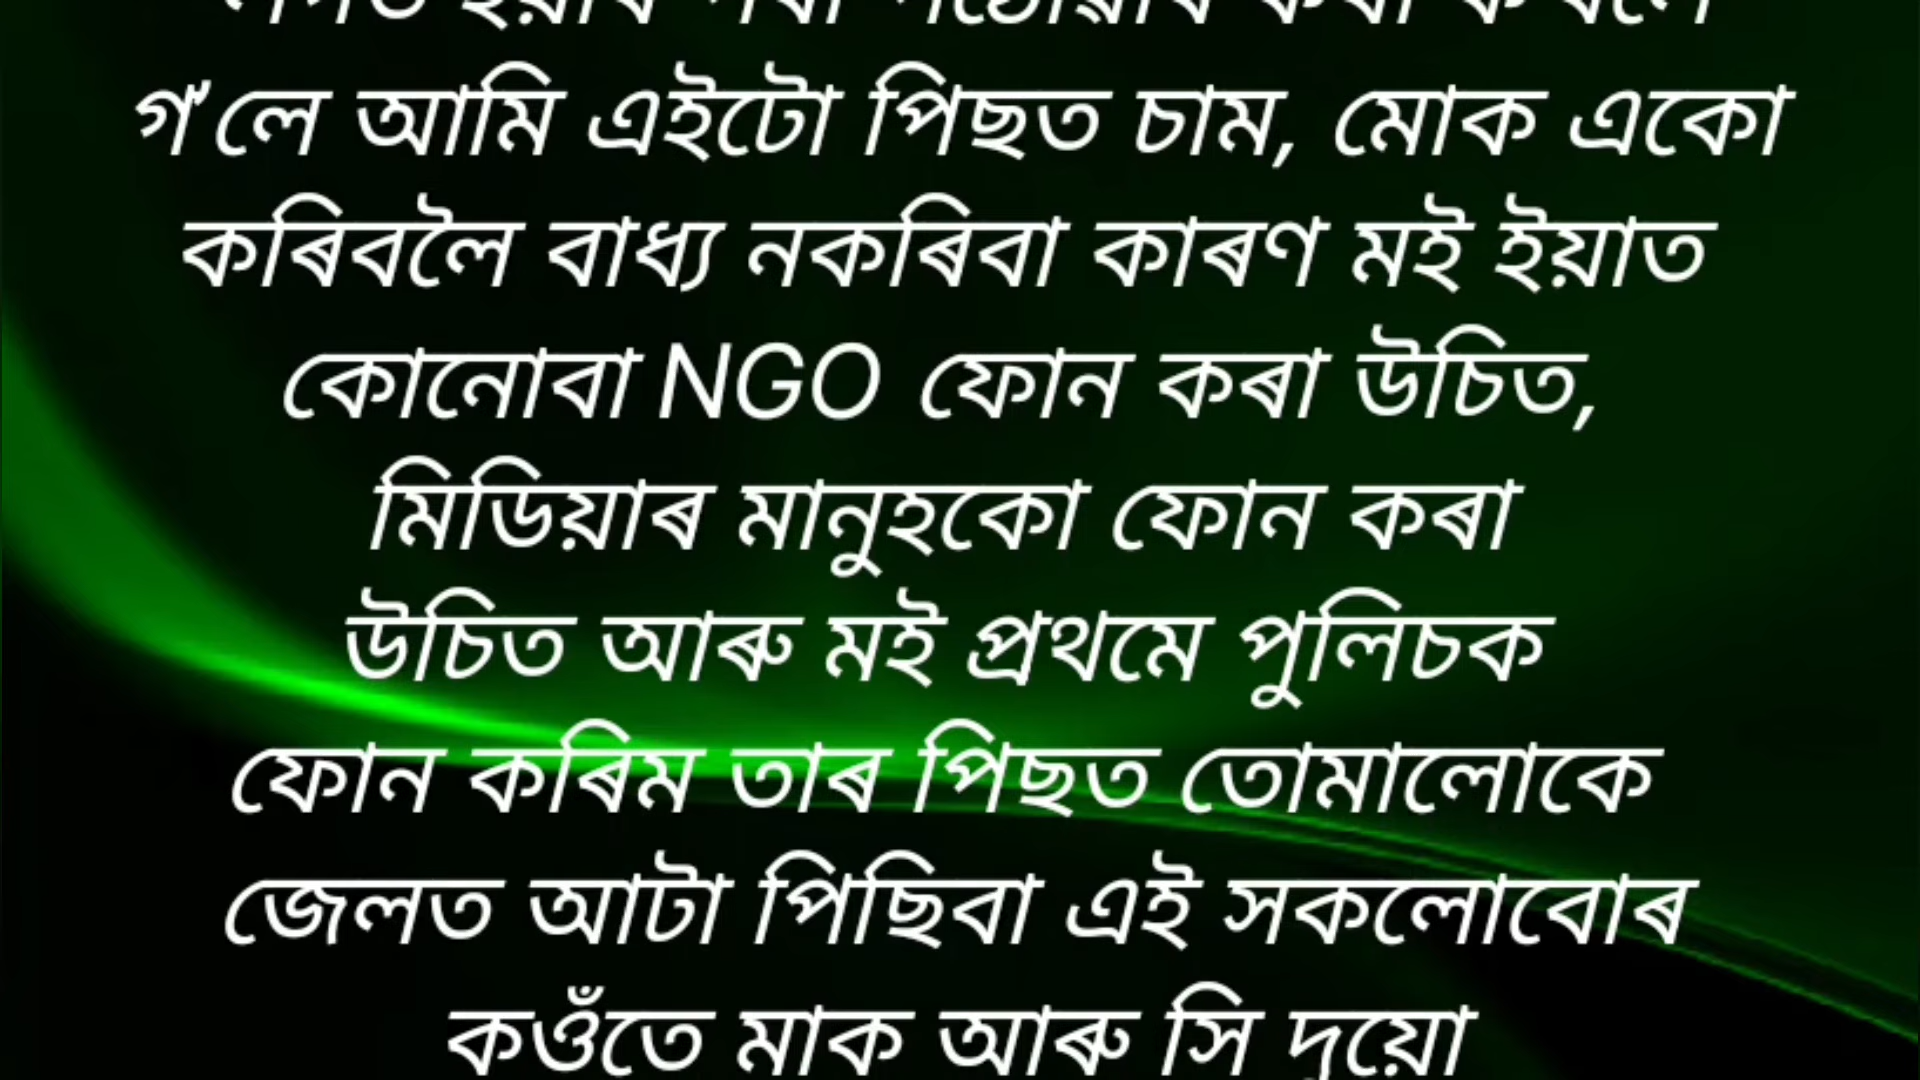 গ'লে আমি এইটো পিছত চাম, মোক একো
কৰিবলৈ বাধ্য নকৰিবা কাৰণ মই ইয়াত
কোনোবা NGO ফোন কৰা উচিত,
মিডিয়াৰ মানুহকো ফোন কৰা
উচিত আৰু মই প্ৰথমে পুলিচক
ফোন কৰিম তাৰ পিছত তোমালোকে
জেলত আটা পিছিবা এই সকলোবোৰ
কওঁতে মাক আৰু সি দুয়ো